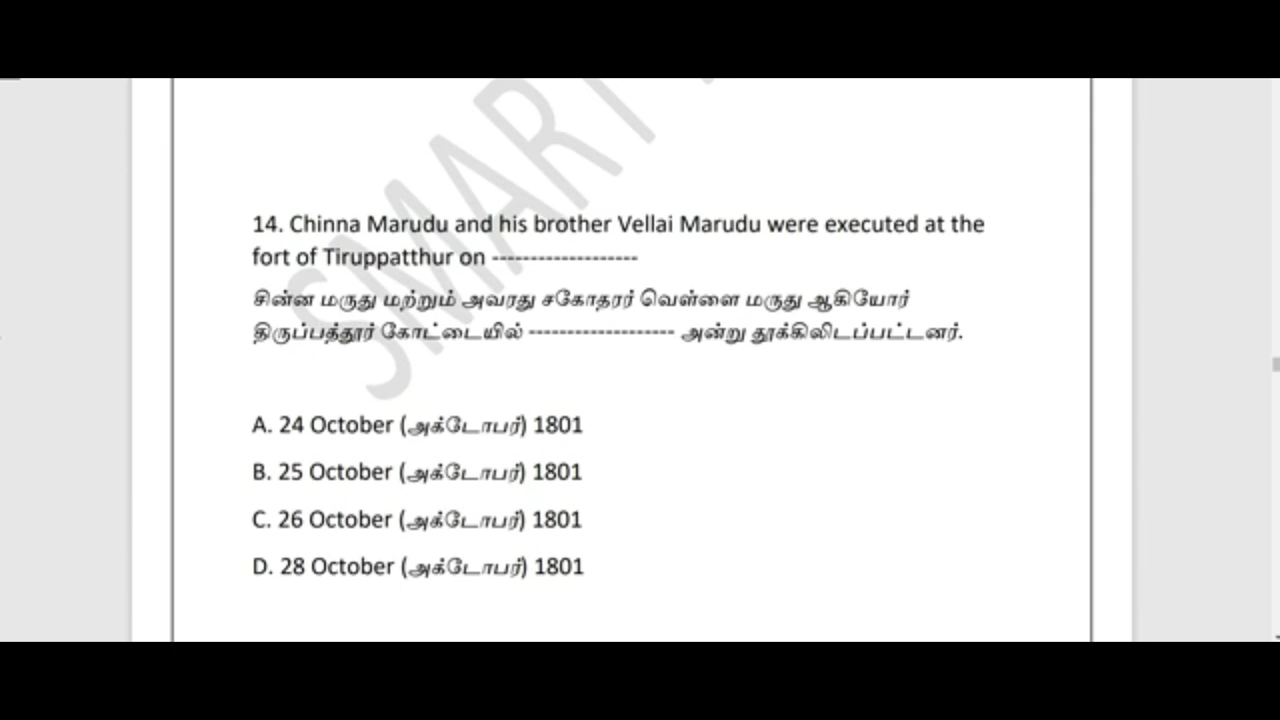 SMART
14. Chinna Marudu and his brother Vellai Marudu were executed at the
fort of Tiruppatthur on -------------------
சின்ன மருது மற்றும் அவரது சகோதரர் வெள்ளை மருது ஆகியோர்
திருப்பத்தூர் கோட்டையில் ------------------- அன்று தூக்கிலிடப்பட்டனர்.
A. 24 October (அக்டோபர்) 1801
B. 25 October (அக்டோபர்) 1801
C. 26 October (அக்டோபர்) 1801
D. 28 October (அக்டோபர்) 1801